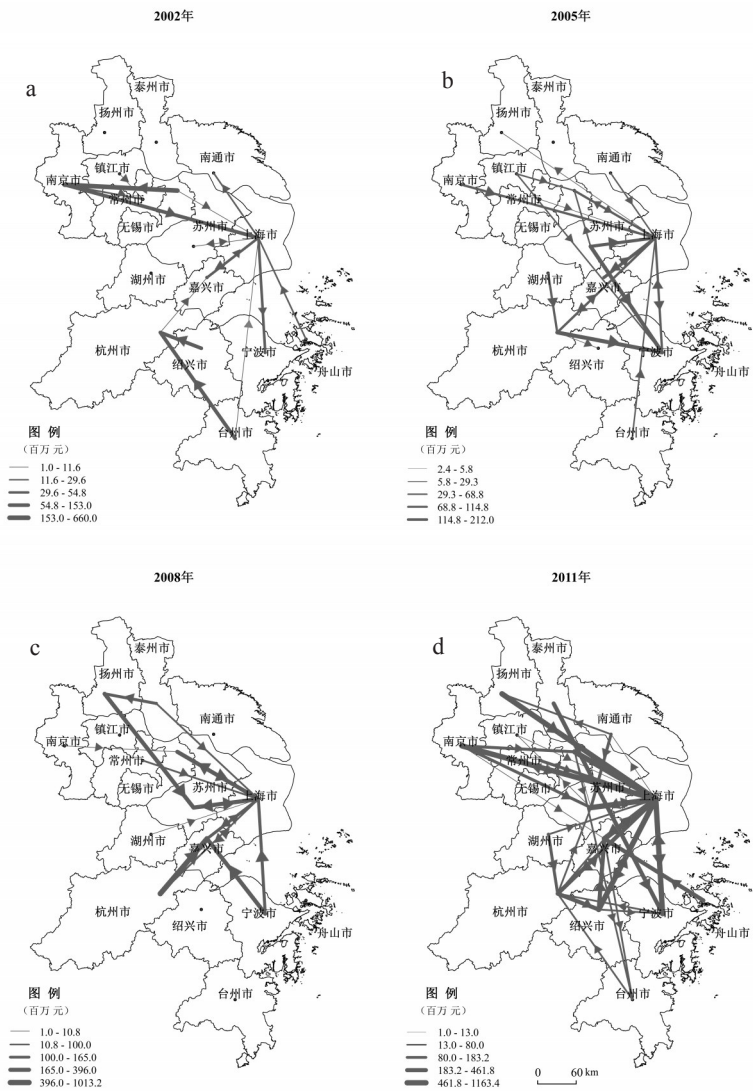 2002年
a
泰州市
扬州市
南通市
镇江市
南京市
常州市
苏州市
无锡市
上海市
湖州市
嘉兴市
杭州市
绍兴市
宁波市
舟山市
台州市
图 例
(百万元)
1.0 - 11.6
11.6 - 29.6
29.6 - 54.8
54.8 - 153.0
153.0 - 660.0
2005年
b
泰州市
扬州市
南通市
镇江市
南京市
常州市
苏州市
无锡市
上海市
湖州市
嘉兴市
杭州市
绍兴市
宁波市
舟山市
台州市
图 例
(百万元)
2.4 - 5.8
5.8 - 29.3
29.3 - 68.8
68.8 - 114.8
114.8 - 212.0
2008年
c
泰州市
扬州市
南通市
镇江市
南京市
常州市
苏州市
无锡市
上海市
湖州市
嘉兴市
杭州市
绍兴市
宁波市
舟山市
台州市
图 例
(百万元)
1.0 - 10.8
10.8 - 100.0
100.0 - 165.0
165.0 - 396.0
396.0 - 1013.2
2011年
d
泰州市
扬州市
南通市
镇江市
南京市
常州市
苏州市
无锡市
上海市
湖州市
嘉兴市
杭州市
绍兴市
宁波市
舟山市
台州市
图 例
(百万元)
1.0 - 13.0
13.0 - 80.0
80.0 - 183.2
183.2 - 461.8
461.8 - 1163.4
0 60 km